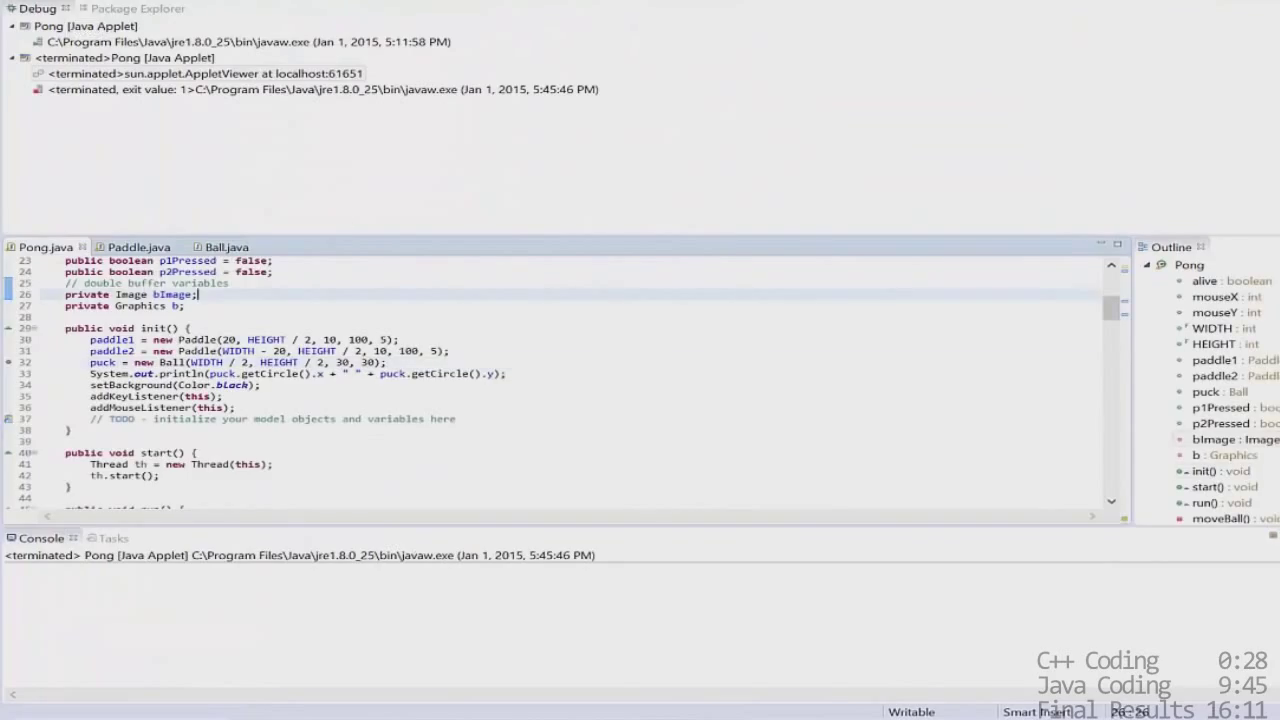 Debug Package Explorer
Pong [Java Applet]
C:\Program Files\Java\jre1.8.0_25\bin\javaw.exe (Jan 1, 2015, 5:11:58 PM)
<terminated>Pong [Java Applet]
<terminated>sun.applet.AppletViewer at localhost:61651
<terminated, exit value: 1>C:\Program Files\Java\jre1.8.0_25\bin\javaw.exe (Jan 1, 2015, 5:45:46 PM)
Pong.java Paddle.java Ball.java
23 public boolean p1Pressed = false;
24 public boolean p2Pressed = false;
25 // double buffer variables
26 private Image bImage;
27 private Graphics b;
28
29 public void init() {
30 paddle1 = new Paddle(20, HEIGHT / 2, 10, 100, 5);
31 paddle2 = new Paddle(WIDTH - 20, HEIGHT / 2, 10, 100, 5);
32 puck = new Ball(WIDTH / 2, HEIGHT / 2, 30, 30);
33 System.out.println(puck.getCircle().x + " " + puck.getCircle().y);
34 setBackground(Color.black);
35 addKeyListener(this);
36 addMouseListener(this);
37 // TODO - initialize your model objects and variables here
38 }
39
40 public void start() {
41 Thread th = new Thread(this);
42 th.start();
43 }
44
Outline
Pong
alive : boolean
mouseX : int
mouseY : int
WIDTH : int
HEIGHT : int
paddle1 : Paddl
paddle2 : Paddl
puck : Ball
p1Pressed : boo
p2Pressed : boo
bImage : Image
b : Graphics
init() : void
start() : void
run() : void
moveBall() : voi
Console Tasks
<terminated> Pong [Java Applet] C:\Program Files\Java\jre1.8.0_25\bin\javaw.exe (Jan 1, 2015, 5:45:46 PM)
C++ Coding 0:28
Java Coding 9:45
Final Results 16:11
Writable Smart Insert 26 : 26